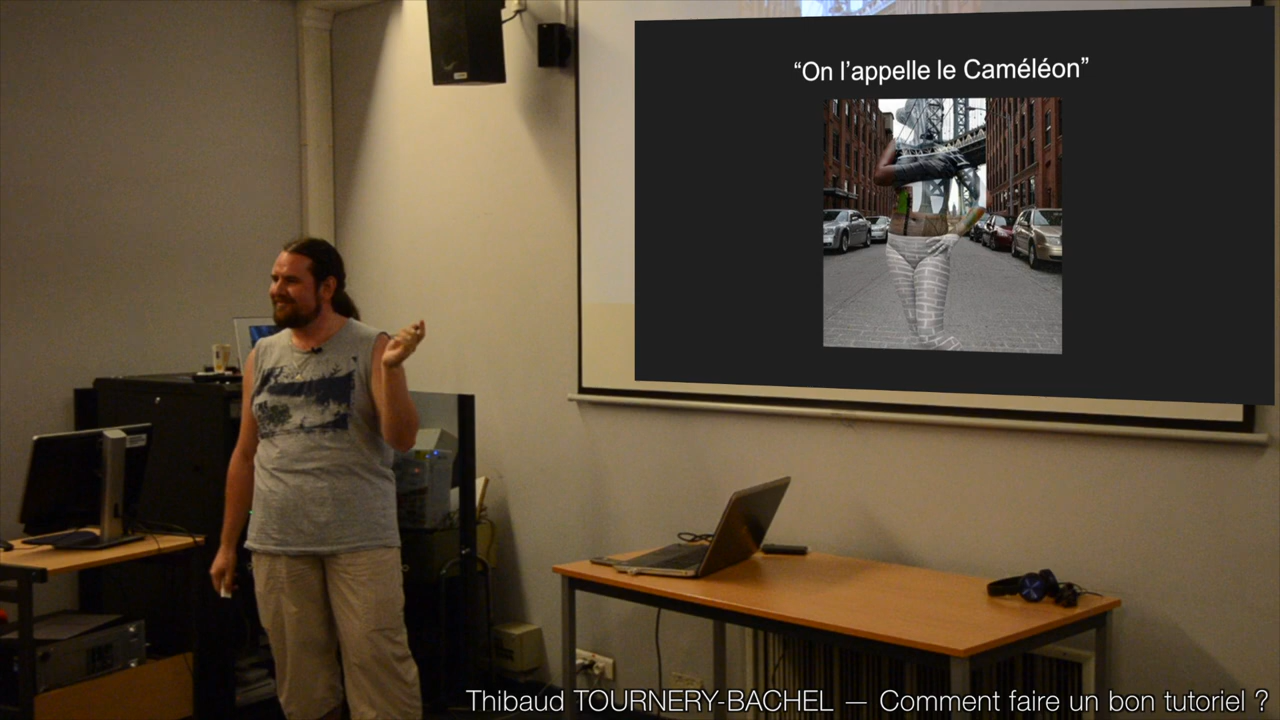 “On l’appelle le Caméléon”
Thibaud TOURNERY-BACHEL — Comment faire un bon tutoriel ?